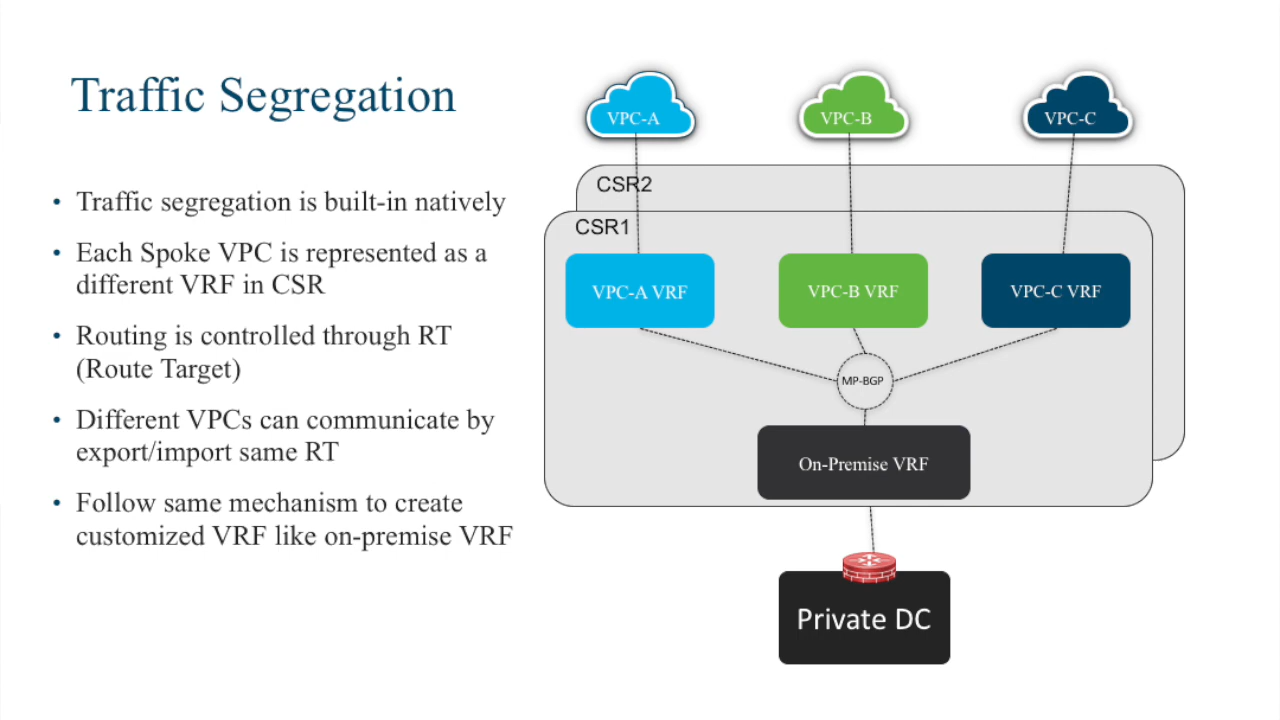 Traffic Segregation
• Traffic segregation is built-in natively
• Each Spoke VPC is represented as a
different VRF in CSR
• Routing is controlled through RT
(Route Target)
• Different VPCs can communicate by
export/import same RT
• Follow same mechanism to create
customized VRF like on-premise VRF
VPC-A
VPC-B
VPC-C
CSR2
CSR1
VPC-A VRF
VPC-B VRF
VPC-C VRF
MP-BGP
On-Premise VRF
Private DC